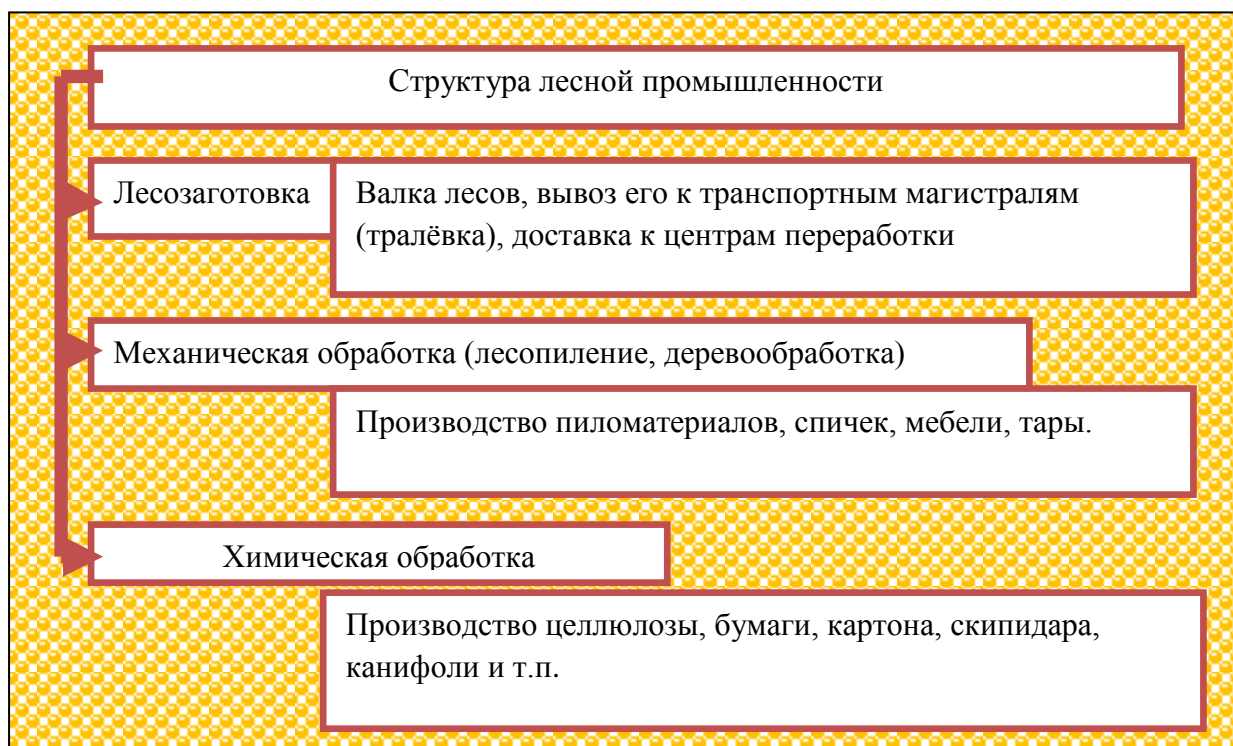 Структура лесной промышленности
Лесозаготовка
Валка лесов, вывоз его к транспортным магистралям
(тралёвка), доставка к центрам переработки
Механическая обработка (лесопиление, деревообработка)
Производство пиломатериалов, спичек, мебели, тары.
Химическая обработка
Производство целлюлозы, бумаги, картона, скипидара,
канифоли и т.п.